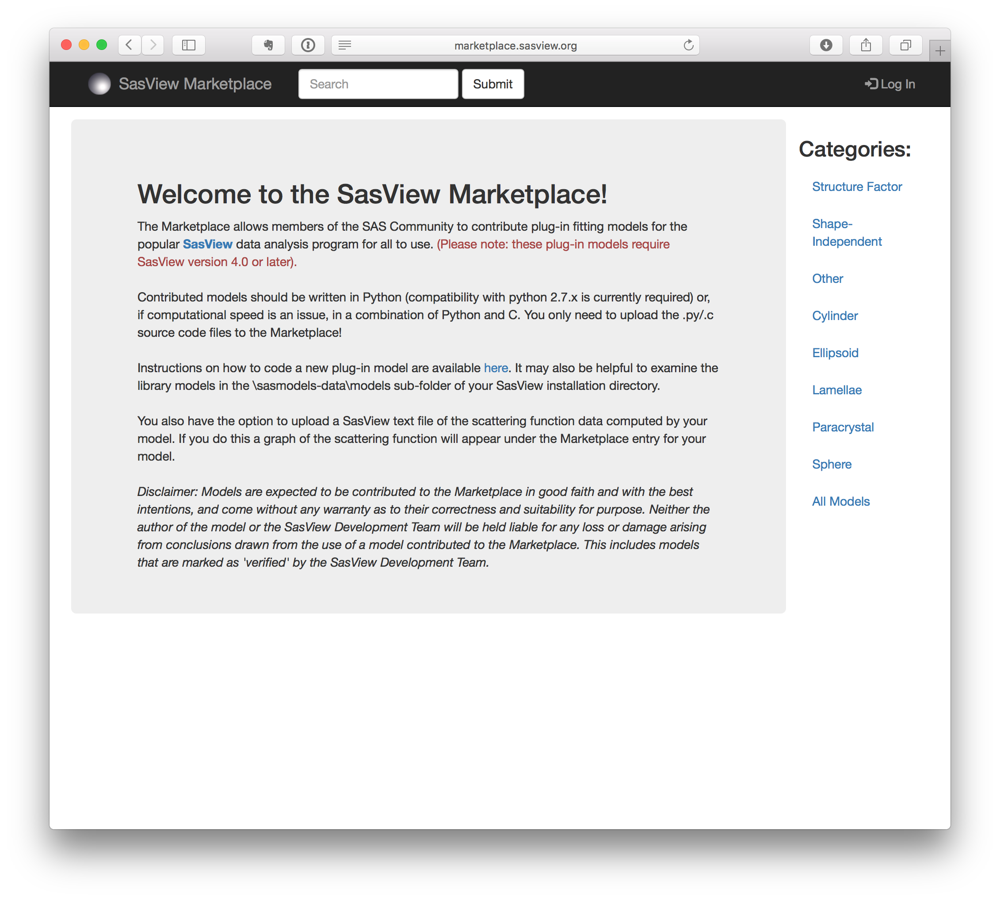 marketplace.sasview.org
SasView Marketplace
Search
Submit
Log In
Welcome to the SasView Marketplace!
The Marketplace allows members of the SAS Community to contribute plug-in fitting models for the
popular SasView data analysis program for all to use. (Please note: these plug-in models require
SasView version 4.0 or later).
Contributed models should be written in Python (compatibility with python 2.7.x is currently required) or,
if computational speed is an issue, in a combination of Python and C. You only need to upload the .py/.c
source code files to the Marketplace!
Instructions on how to code a new plug-in model are available here. It may also be helpful to examine the
library models in the \sasmodels-data\models sub-folder of your SasView installation directory.
You also have the option to upload a SasView text file of the scattering function data computed by your
model. If you do this a graph of the scattering function will appear under the Marketplace entry for your
model.
Disclaimer: Models are expected to be contributed to the Marketplace in good faith and with the best
intentions, and come without any warranty as to their correctness and suitability for purpose. Neither the
author of the model or the SasView Development Team will be held liable for any loss or damage arising
from conclusions drawn from the use of a model contributed to the Marketplace. This includes models
that are marked as 'verified' by the SasView Development Team.
Categories:
Structure Factor
Shape-
Independent
Other
Cylinder
Ellipsoid
Lamellae
Paracrystal
Sphere
All Models